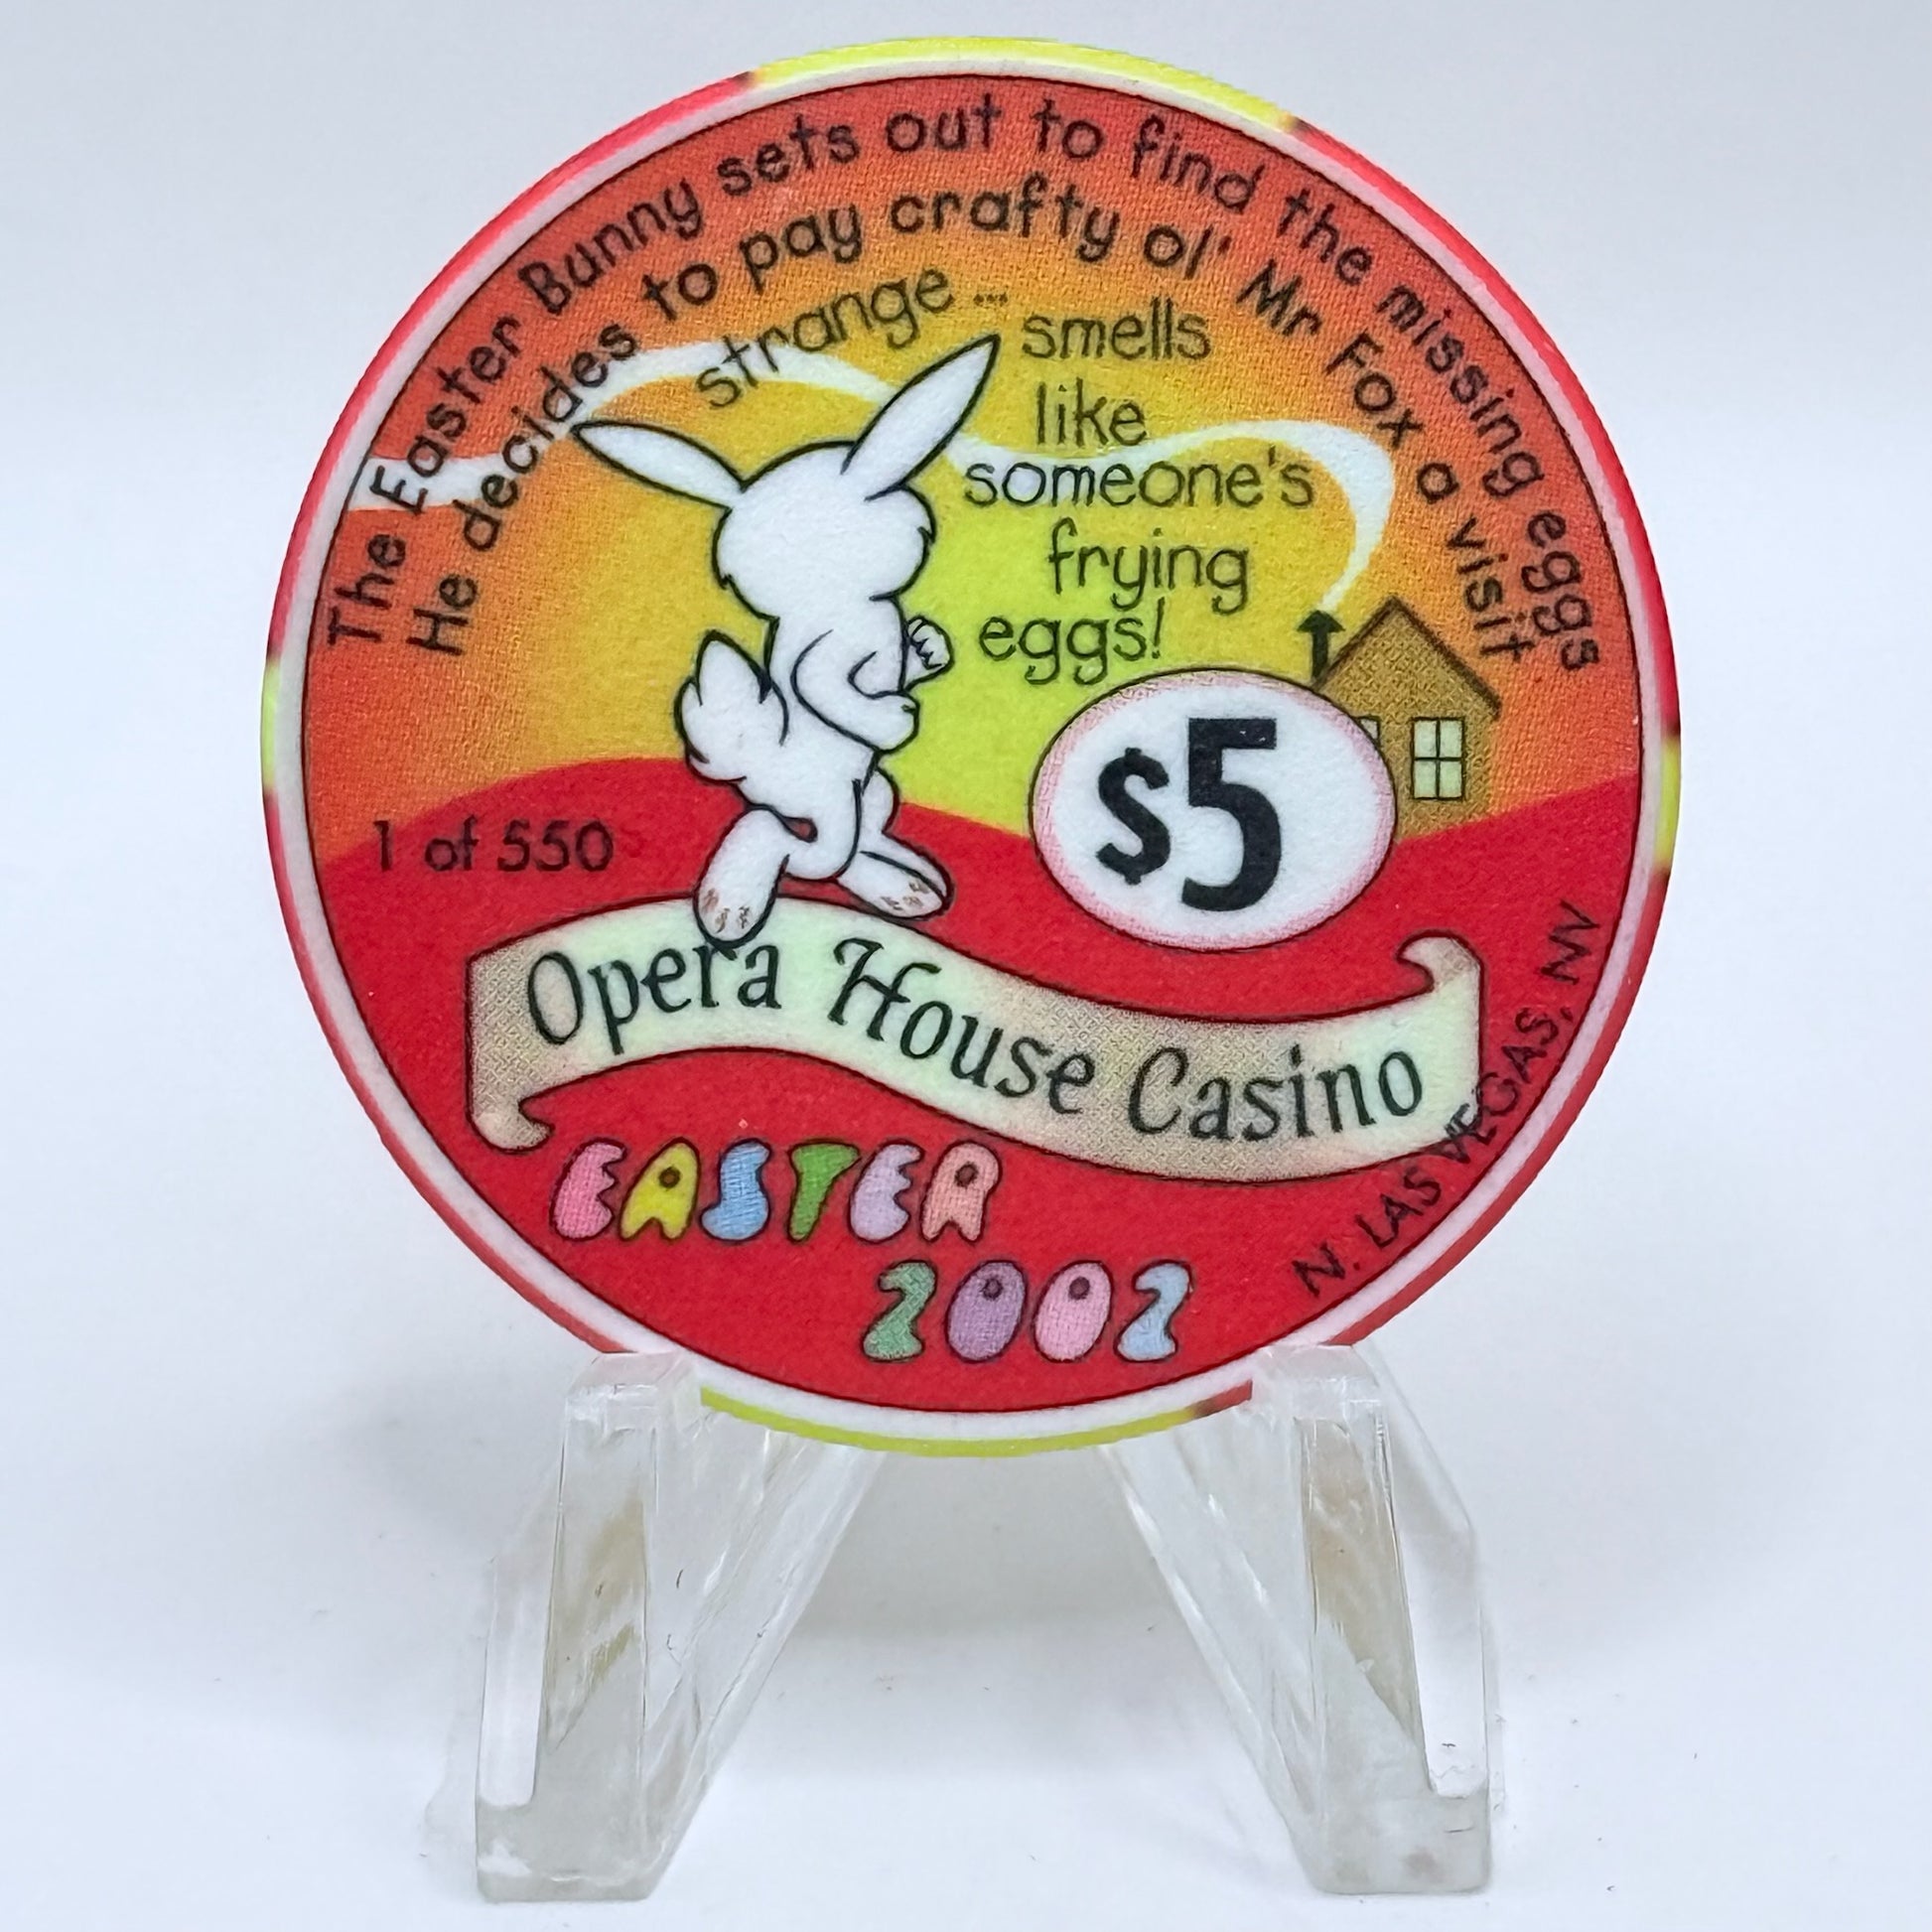 The Easter Bunny sets out to find the missing eggs
He decides to pay crafty ol' Mr Fox a visit
strange ... smells
like
someone's
frying
eggs!
$5
1 of 550
Opera House Casino
EASTER
2002
N. LAS VEGAS, NV